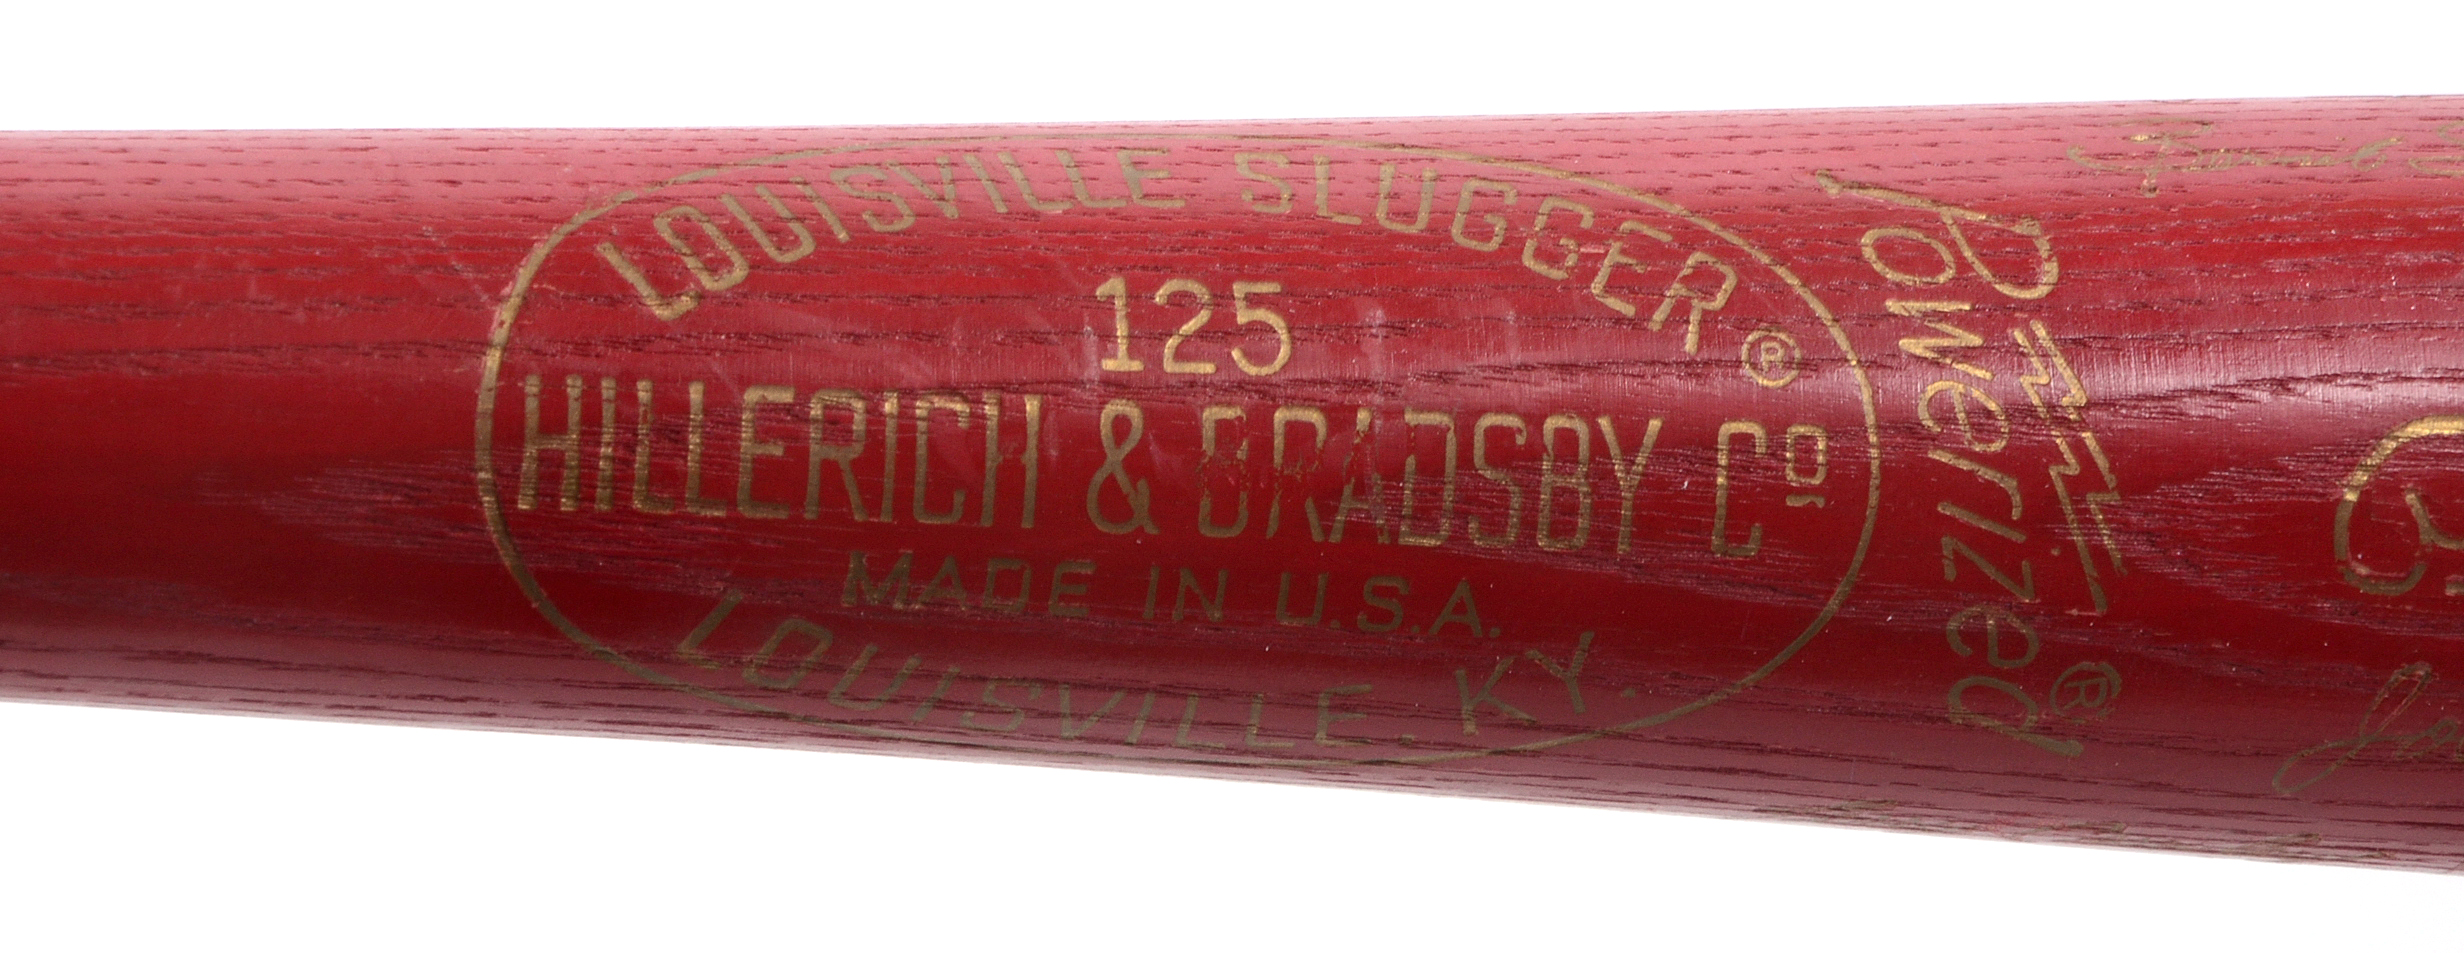 LOUISVILLE SLUGGER®
125
HILLERICH & BRADSBY Co
MADE IN U.S.A.
LOUISVILLE. KY.
Powerized®